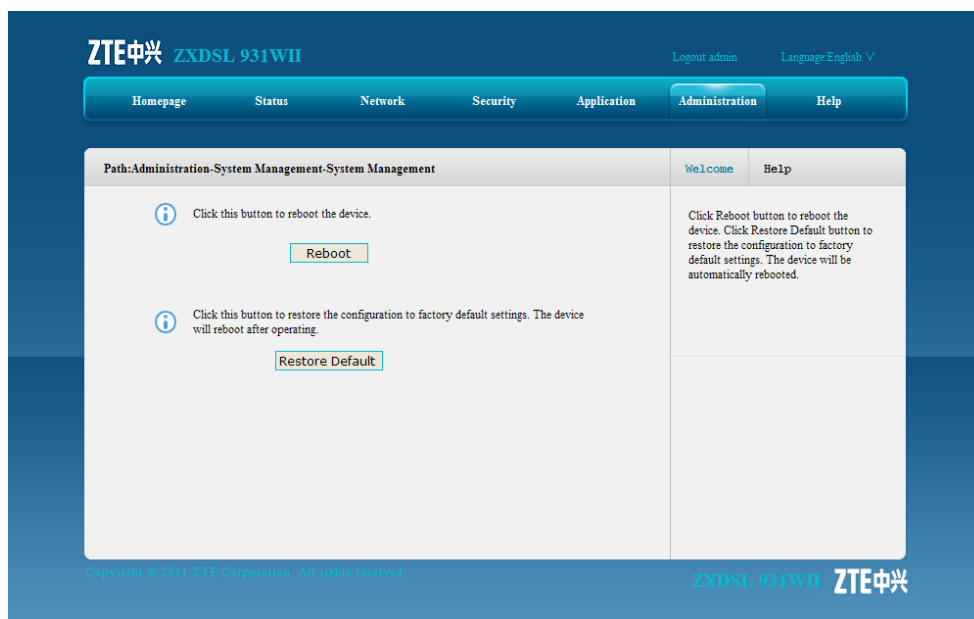 ZTE中兴 ZXDSL 931WII
Logout admin Language:English V
Homepage Status Network Security Application Administration Help
Path:Administration-System Management-System Management
Welcome Help
Click this button to reboot the device.
Reboot
Click this button to restore the configuration to factory default settings. The device
will reboot after operating.
Restore Default
Click Reboot button to reboot the
device. Click Restore Default button to
restore the configuration to factory
default settings. The device will be
automatically rebooted.
Copyright © 2011 ZTE Corporation. All rights reserved.
ZXDSL 931WII ZTE中兴